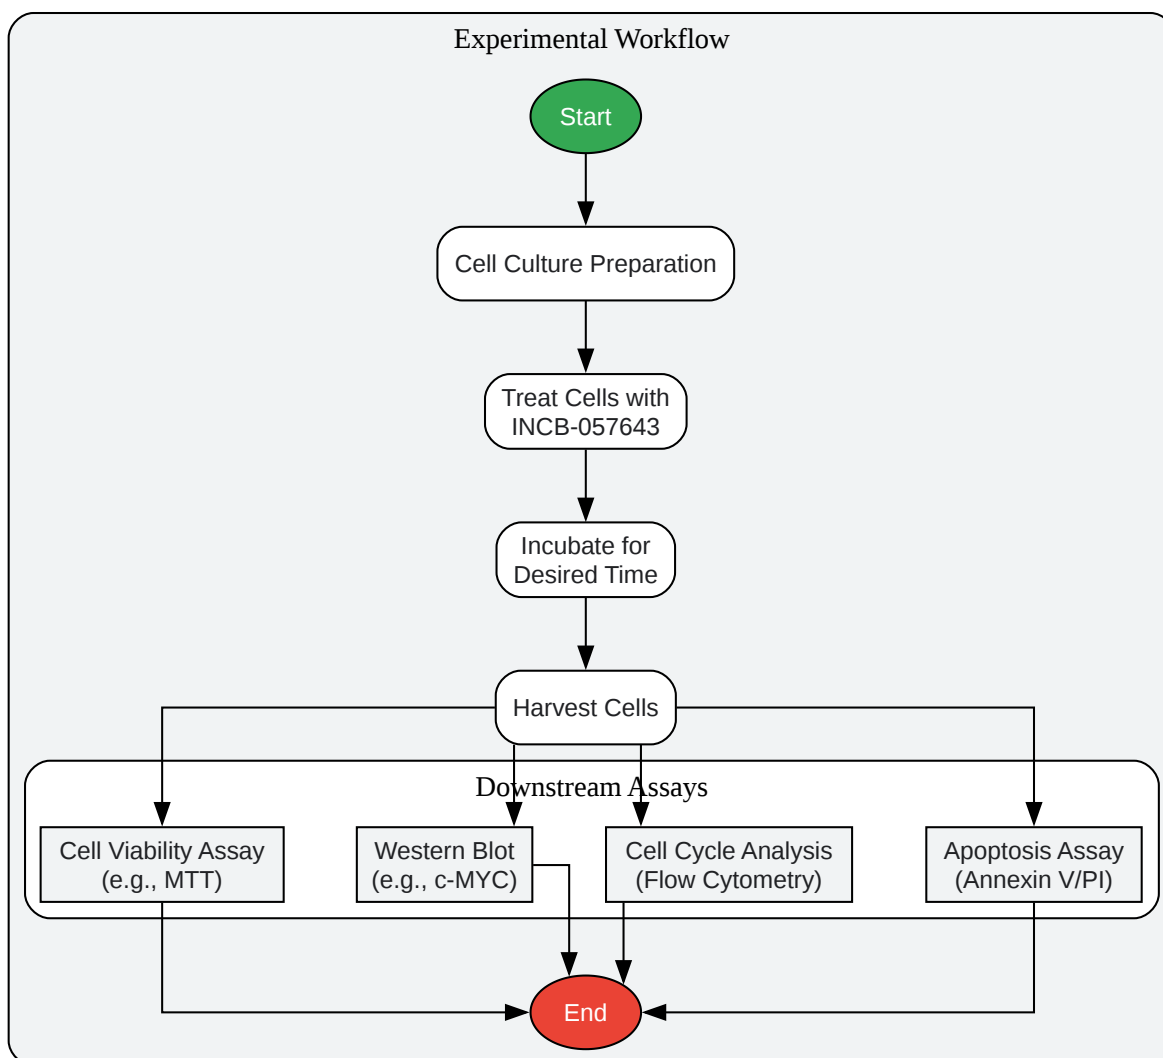 Experimental Workflow
Start
Cell Culture Preparation
Treat Cells with
INCB-057643
Incubate for
Desired Time
Harvest Cells
Downstream Assays
Cell Viability Assay
(e.g., MTT)
Western Blot
(e.g., c-MYC)
Cell Cycle Analysis
(Flow Cytometry)
Apoptosis Assay
(Annexin V/PI)
End